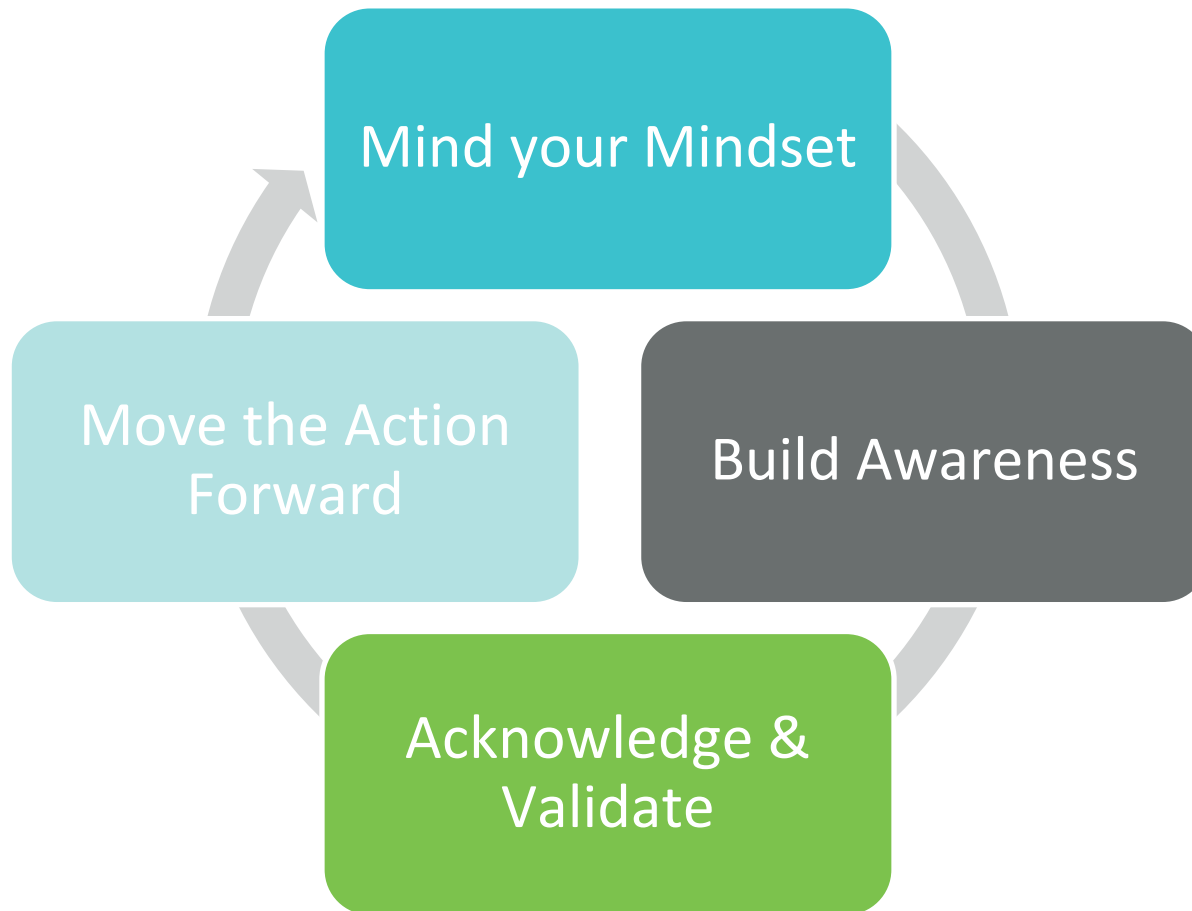 Mind your Mindset
Build Awareness
Acknowledge &
Validate
Move the Action
Forward